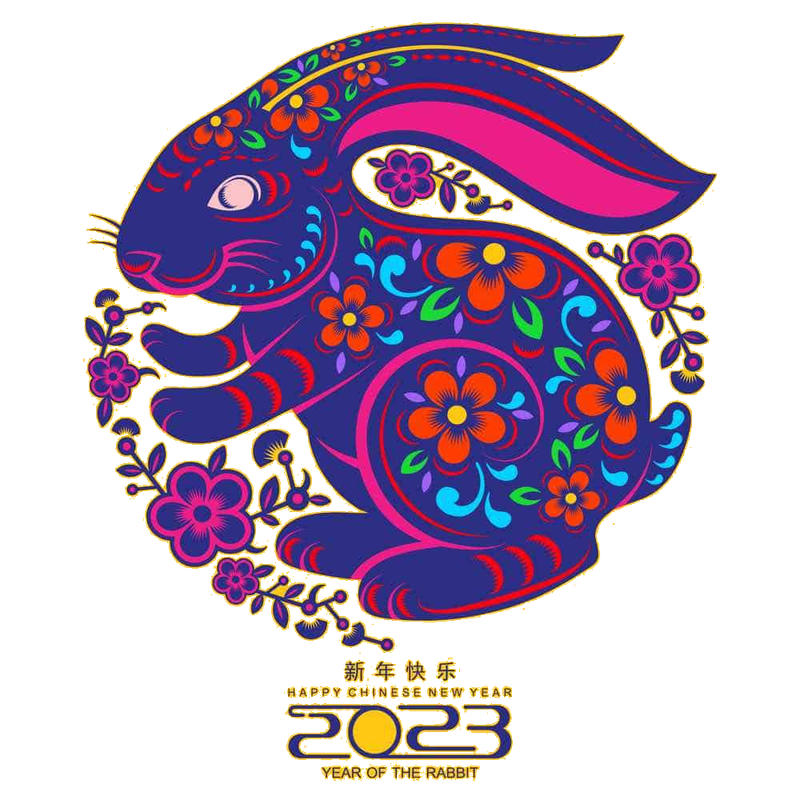 新年快乐
HAPPY CHINESE NEW YEAR
2023
YEAR OF THE RABBIT